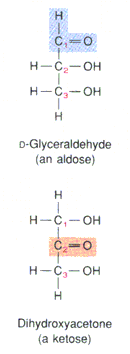 H
C₁=O
H—C₂—OH
H—C₃—OH
H
D-Glyceraldehyde
(an aldose)
H
H—C₁—OH
C₂=O
H—C₃—OH
H
Dihydroxyacetone
(a ketose)